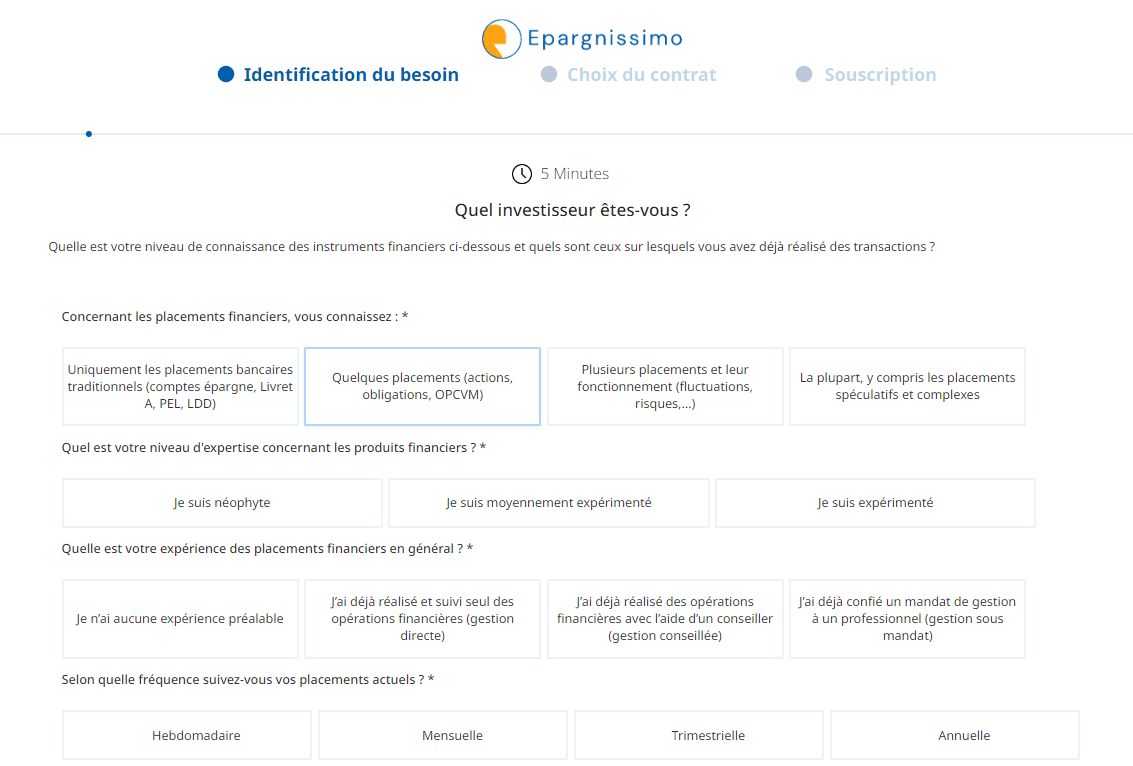 Epargnissimo
Identification du besoin
Choix du contrat
Souscription
5 Minutes
Quel investisseur êtes-vous ?
Quelle est votre niveau de connaissance des instruments financiers ci-dessous et quels sont ceux sur lesquels vous avez déjà réalisé des transactions ?
Concernant les placements financiers, vous connaissez : *
Uniquement les placements bancaires
traditionnels (comptes épargne, Livret
A, PEL, LDD)
Quelques placements (actions,
obligations, OPCVM)
Plusieurs placements et leur
fonctionnement (fluctuations,
risques,...)
La plupart, y compris les placements
spéculatifs et complexes
Quel est votre niveau d'expertise concernant les produits financiers ? *
Je suis néophyte
Je suis moyennement expérimenté
Je suis expérimenté
Quelle est votre expérience des placements financiers en général ? *
Je n’ai aucune expérience préalable
J’ai déjà réalisé et suivi seul des
opérations financières (gestion
directe)
J’ai déjà réalisé des opérations
financières avec l’aide d’un conseiller
(gestion conseillée)
J’ai déjà confié un mandat de gestion
à un professionnel (gestion sous
mandat)
Selon quelle fréquence suivez-vous vos placements actuels ? *
Hebdomadaire
Mensuelle
Trimestrielle
Annuelle